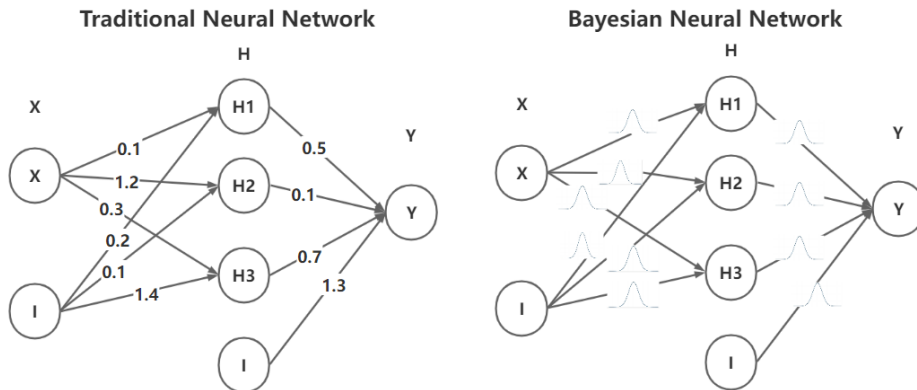 Traditional Neural Network
H
X
H1
Y
X
0.1
0.5
1.2
H2
0.1
Y
0.3
0.2
0.1
H3
0.7
1.4
1.3
I
I
Bayesian Neural Network
H
X
H1
Y
X
H2
Y
H3
I
I